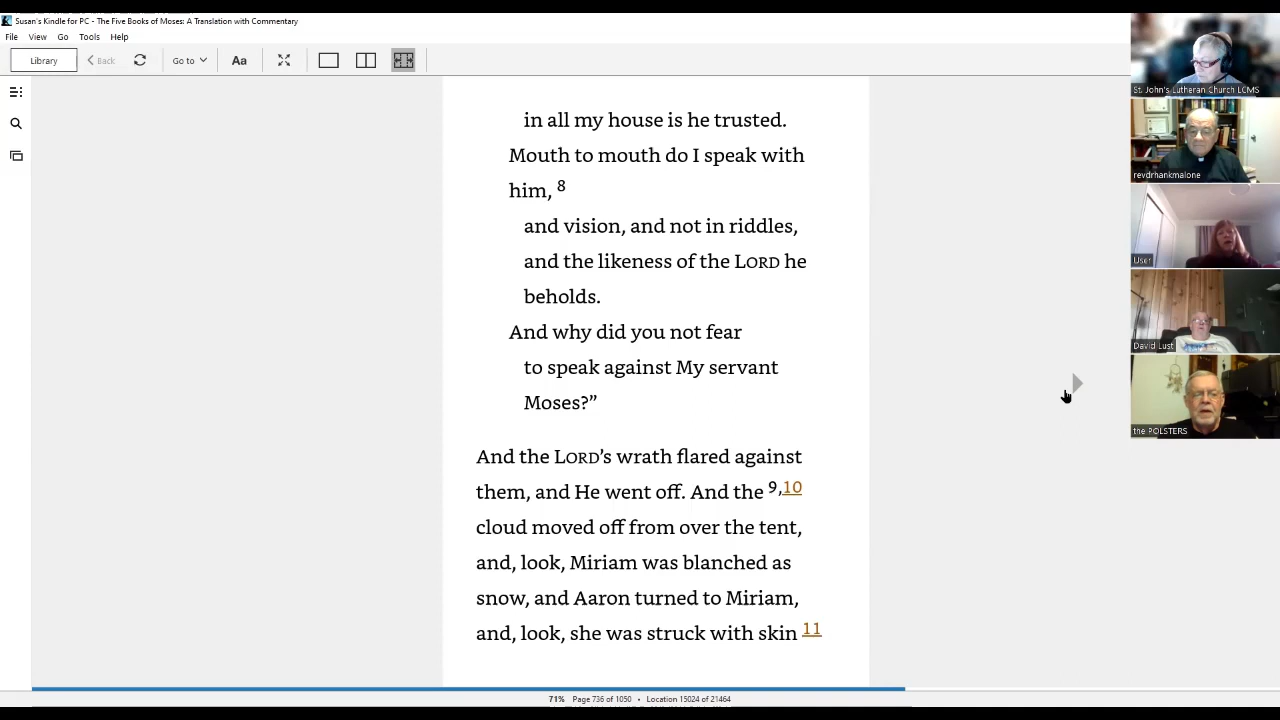 Susan's Kindle for PC - The Five Books of Moses: A Translation with Commentary
File View Go Tools Help
Library Back Go to Aa
in all my house is he trusted.
Mouth to mouth do I speak with
him, 8
and vision, and not in riddles,
and the likeness of the LORD he
beholds.
And why did you not fear
to speak against My servant
Moses?”
And the LORD’s wrath flared against
them, and He went off. And the 9,10
cloud moved off from over the tent,
and, look, Miriam was blanched as
snow, and Aaron turned to Miriam,
and, look, she was struck with skin 11
71% Page 736 of 1050 • Location 15024 of 21464
St. John's Lutheran Church LCMS
revdrhankmalone
User
David Lust
the POLSTERS